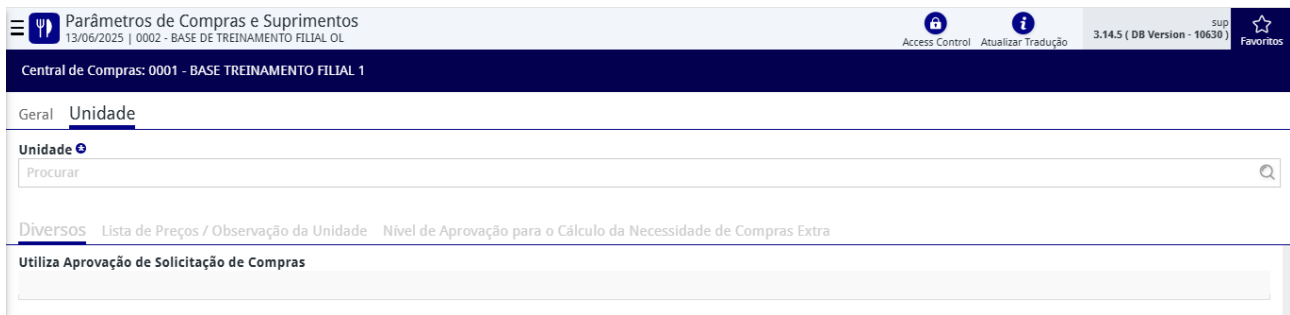 Parâmetros de Compras e Suprimentos
13/06/2025 | 0002 - BASE DE TREINAMENTO FILIAL OL
Access Control
Atualizar Tradução
sup
3.14.5 ( DB Version - 10630 )
Favoritos
Central de Compras: 0001 - BASE TREINAMENTO FILIAL 1
Geral Unidade
Unidade
Procurar
Diversos Lista de Preços / Observação da Unidade Nível de Aprovação para o Cálculo da Necessidade de Compras Extra
Utiliza Aprovação de Solicitação de Compras